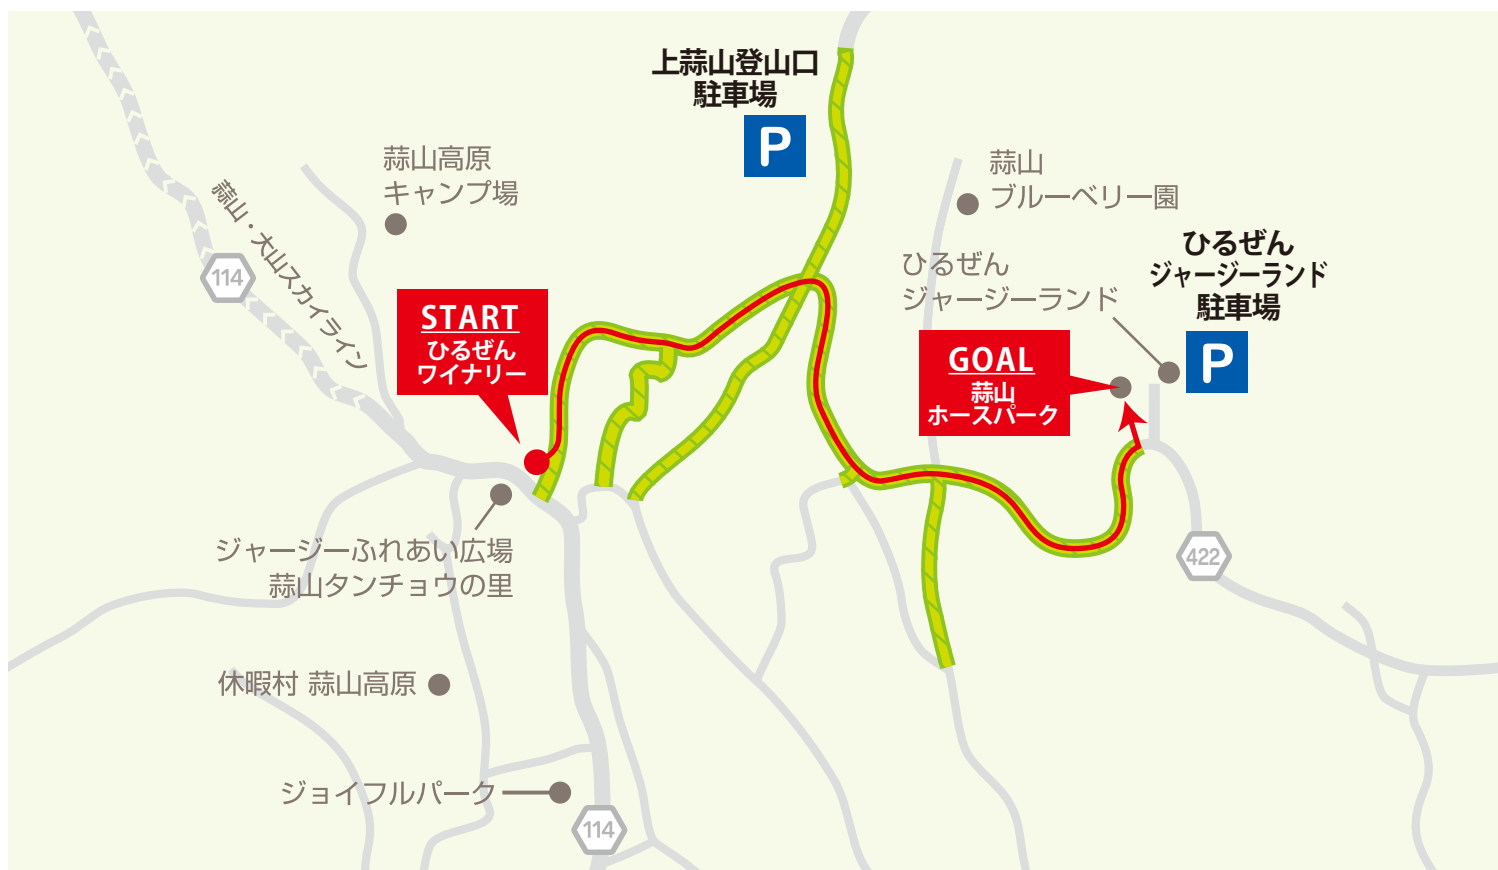 上蒜山登山口
駐車場
P
蒜山高原
キャンプ場
蒜山
ブルーベリー園
蒜山・大山スカイライン
114
ひるぜん
ジャージーランド
駐車場
P
ひるぜん
ジャージーランド
START
ひるぜん
ワイナリー
GOAL
蒜山
ホースパーク
ジャージーふれあい広場
蒜山タンチョウの里
422
休暇村 蒜山高原
ジョイフルパーク
114